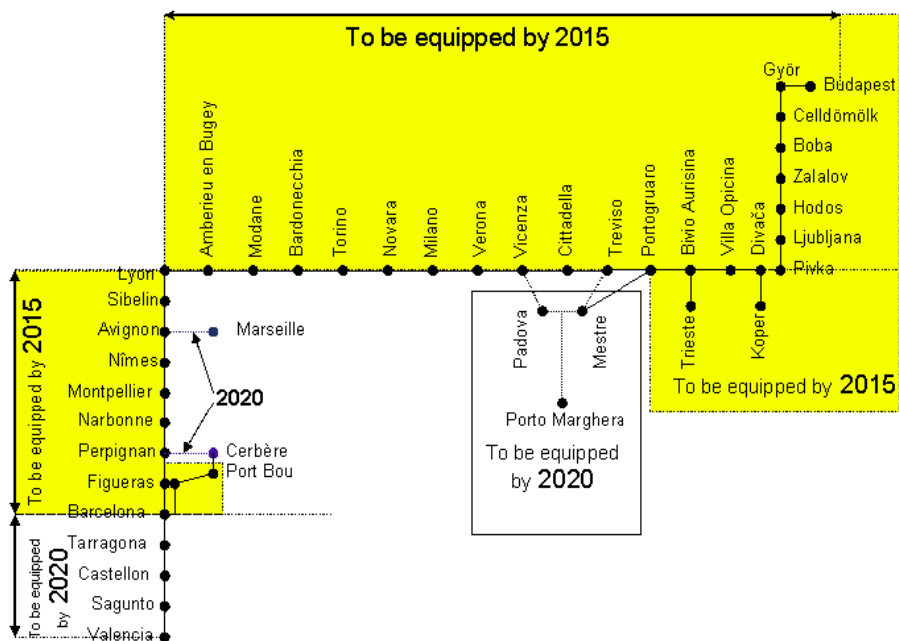 To be equipped by 2015
Györ
Budapest
Celldömölk
Boba
Zalalov
Hodos
Ljubljana
Pivka
Lyon
Amberieu en Bugey
Modane
Bardonecchia
Torino
Novara
Milano
Verona
Vicenza
Cittadella
Treviso
Portogruaro
Bivio Aurisina
Villa Opicina
Divača
Sibelin
Avignon
Marseille
Nîmes
Montpellier
2020
Narbonne
Perpignan
Cerbère
Port Bou
Figueras
Barcelona
Tarragona
Castellon
Sagunto
Valencia
To be equipped by 2015
To be equipped
by 2020
Padova
Mestre
Porto Marghera
To be equipped
by 2020
Trieste
Koper
To be equipped by 2015